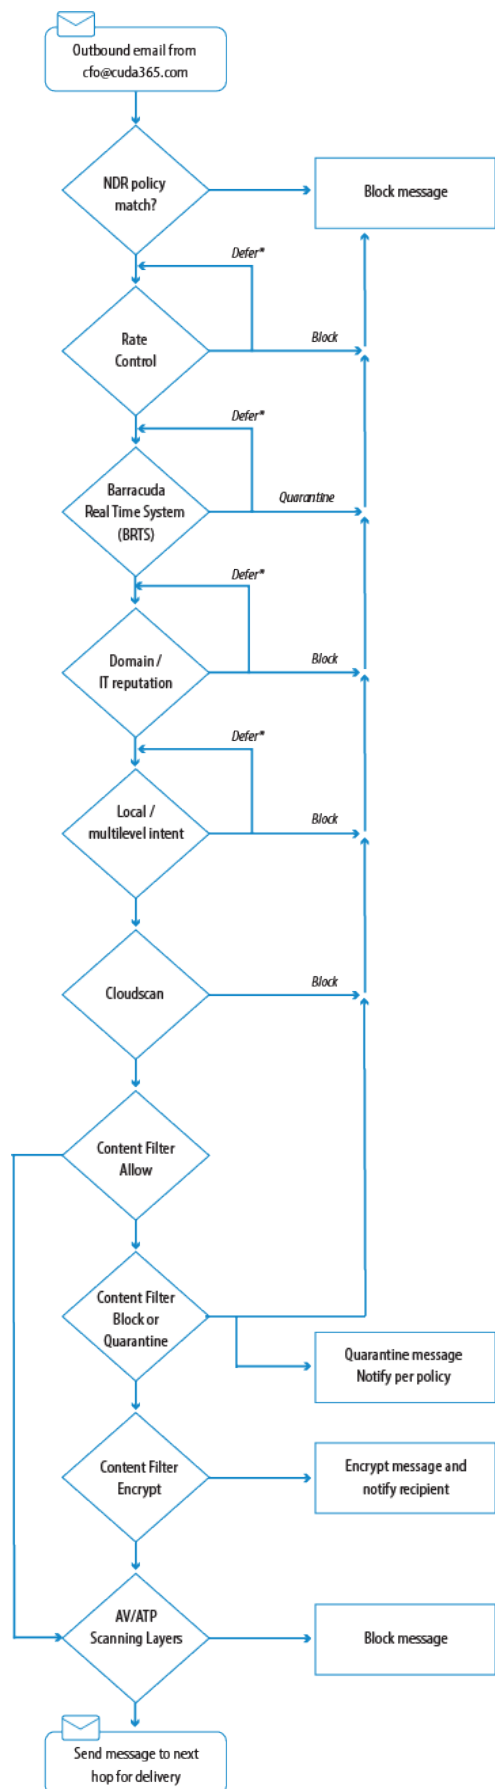 Outbound email from
cfo@cuda365.com
NDR policy
match?
Block message
Defer*
Rate
Control
Block
Defer*
Barracuda
Real Time System
(BRTS)
Quarantine
Defer*
Domain /
IT reputation
Block
Defer*
Local /
multilevel intent
Block
Cloudscan
Block
Content Filter
Allow
Content Filter
Block or
Quarantine
Quarantine message
Notify per policy
Content Filter
Encrypt
Encrypt message and
notify recipient
AV/ATP
Scanning Layers
Block message
Send message to next
hop for delivery